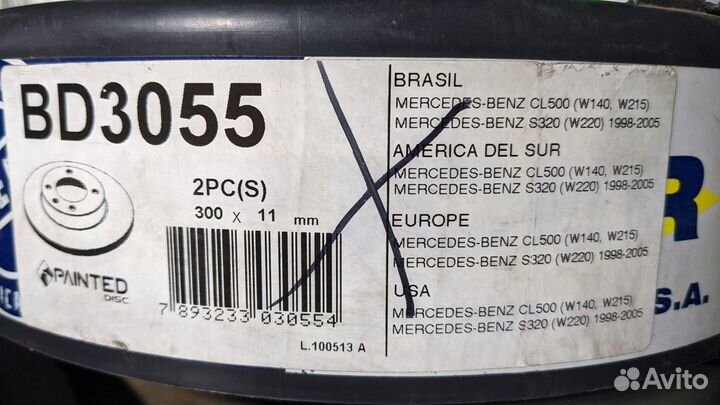 BD3055
2PC(S)
300 X 11 mm
PAINTED
DISC
7 893233 030554
L.100513 A
BRASIL
MERCEDES-BENZ CL500 (W140, W215)
MERCEDES-BENZ S320 (W220) 1998-2005
AMÉRICA DEL SUR
MERCEDES-BENZ CL500 (W140, W215)
MERCEDES-BENZ S320 (W220) 1998-2005
EUROPE
MERCEDES-BENZ CL500 (W140, W215)
MERCEDES-BENZ S320 (W220) 1998-2005
USA
MERCEDES-BENZ CL500 (W140, W215)
MERCEDES-BENZ S320 (W220) 1998-2005
R
S.A.
Avito